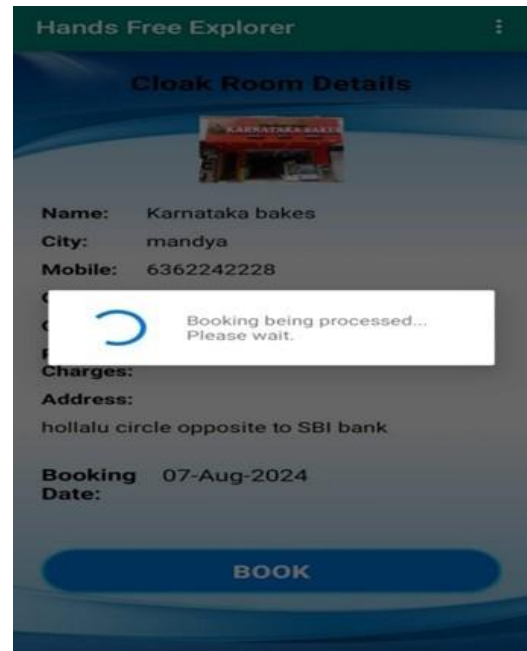 Hands Free Explorer
Cloak Room Details
KARNATAKA BAKES
Name: Karnataka bakes
City: mandya
Mobile: 6362242228
Booking being processed...
Please wait.
Charges:
Address:
hollalu circle opposite to SBI bank
Booking 07-Aug-2024
Date:
BOOK